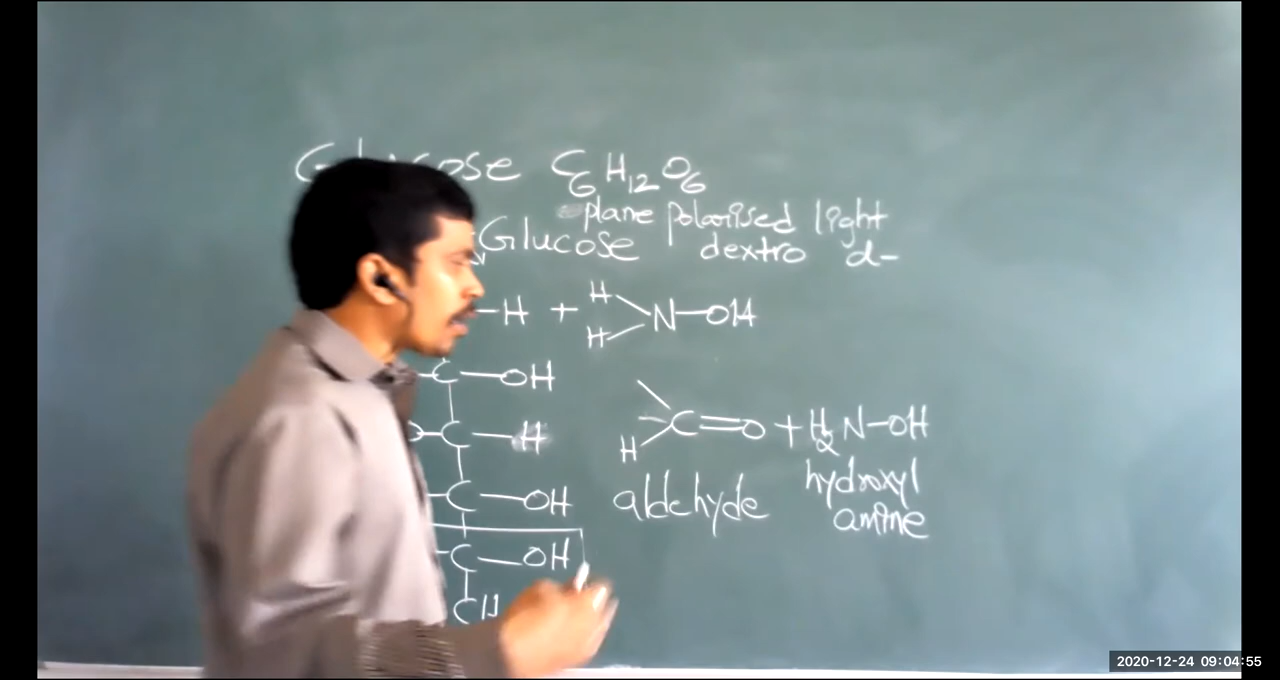 Glucose C6H12O6
plane polarised light
Glucose dextro d-
-H + H
H N-OH
C-OH
C-H
C=O + H2N-OH
H
C-OH
aldehyde hydroxyl
amine
C-OH
CH
2020-12-24 09:04:55